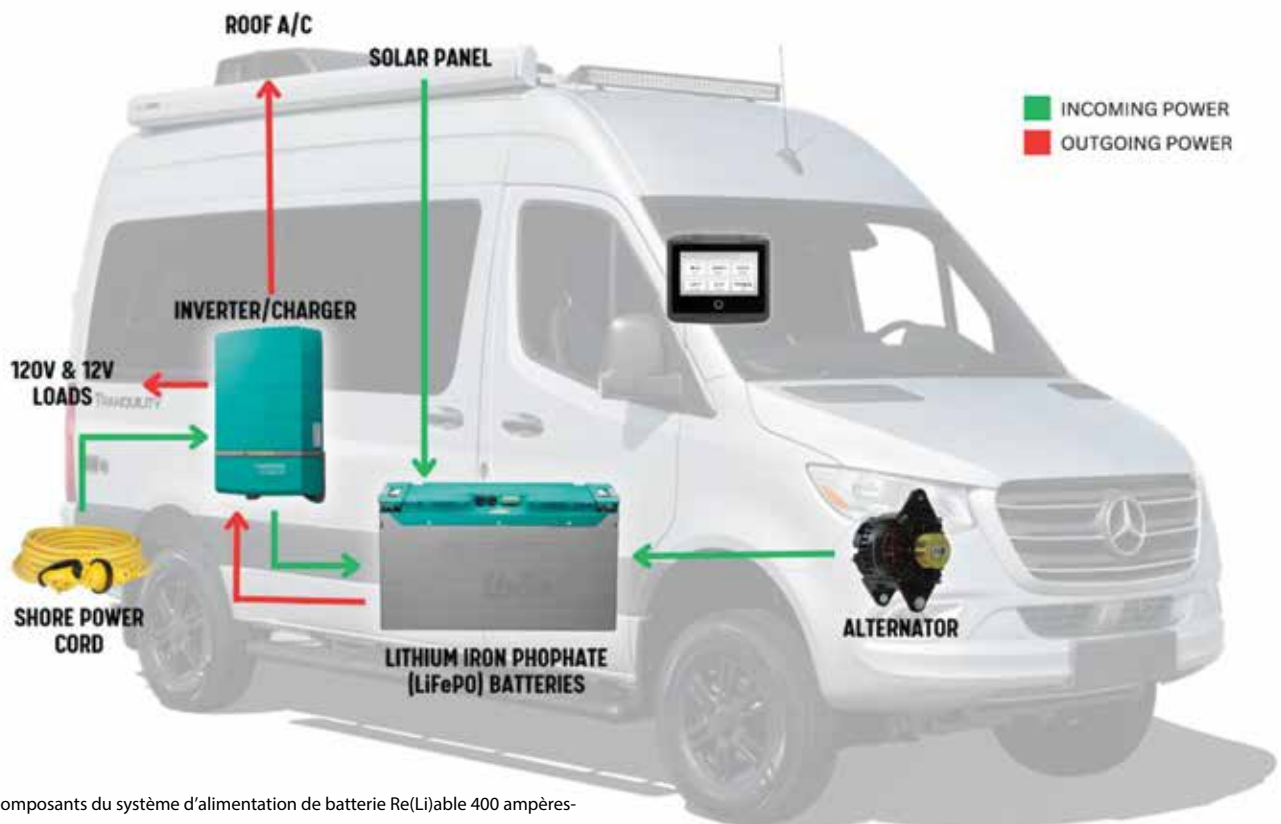 ROOF A/C
SOLAR PANEL
INCOMING POWER
OUTGOING POWER
INVERTER/CHARGER
120V & 12V
LOADS
TRANQUILITY
SHORE POWER
CORD
LITHIUM IRON PHOPHATE
(LiFePO) BATTERIES
ALTERNATOR
omposants du système d'alimentation de batterie Re(Li)able 400 ampères-